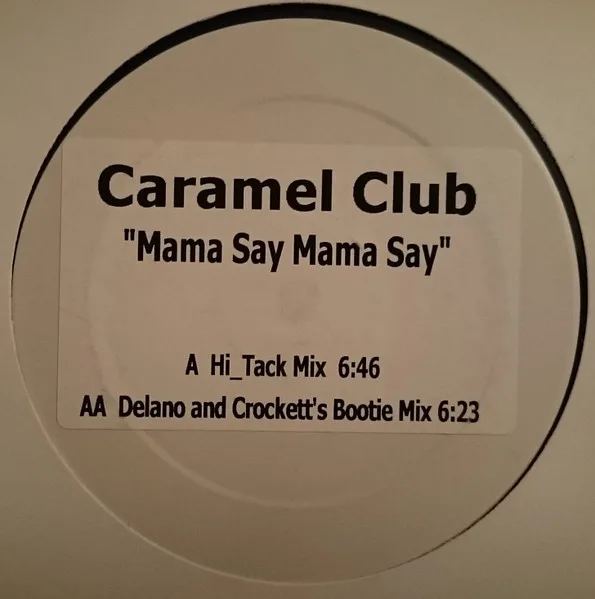 Caramel Club
"Mama Say Mama Say"
A Hi_Tack Mix 6:46
AA Delano and Crockett's Bootie Mix 6:23